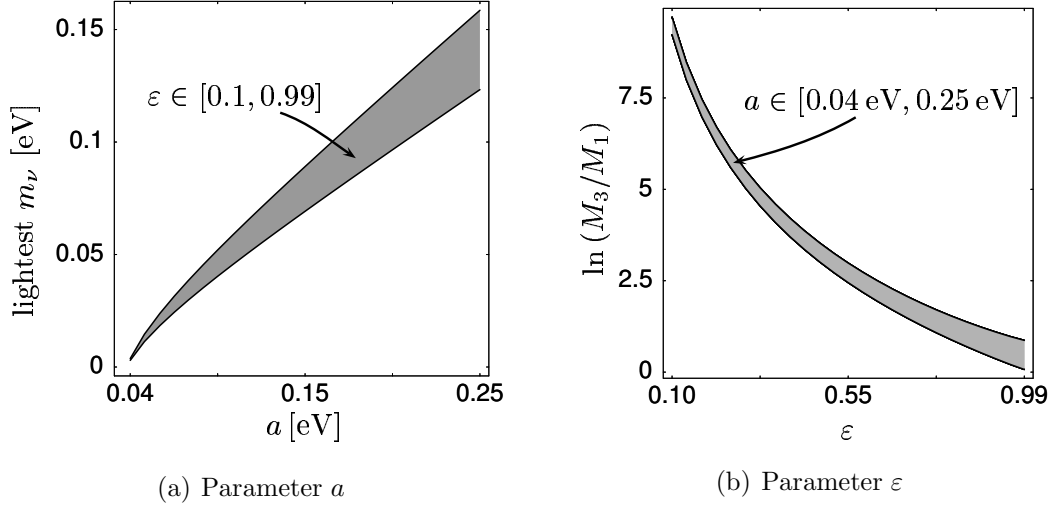 0.15
0.1
0.05
0
lightest m_ν [eV]
ε ∈ [0.1, 0.99]
0.04
0.15
0.25
a [eV]
(a) Parameter a
7.5
5
2.5
0
ln (M_3/M_1)
a ∈ [0.04 eV, 0.25 eV]
0.10
0.55
0.99
ε
(b) Parameter ε